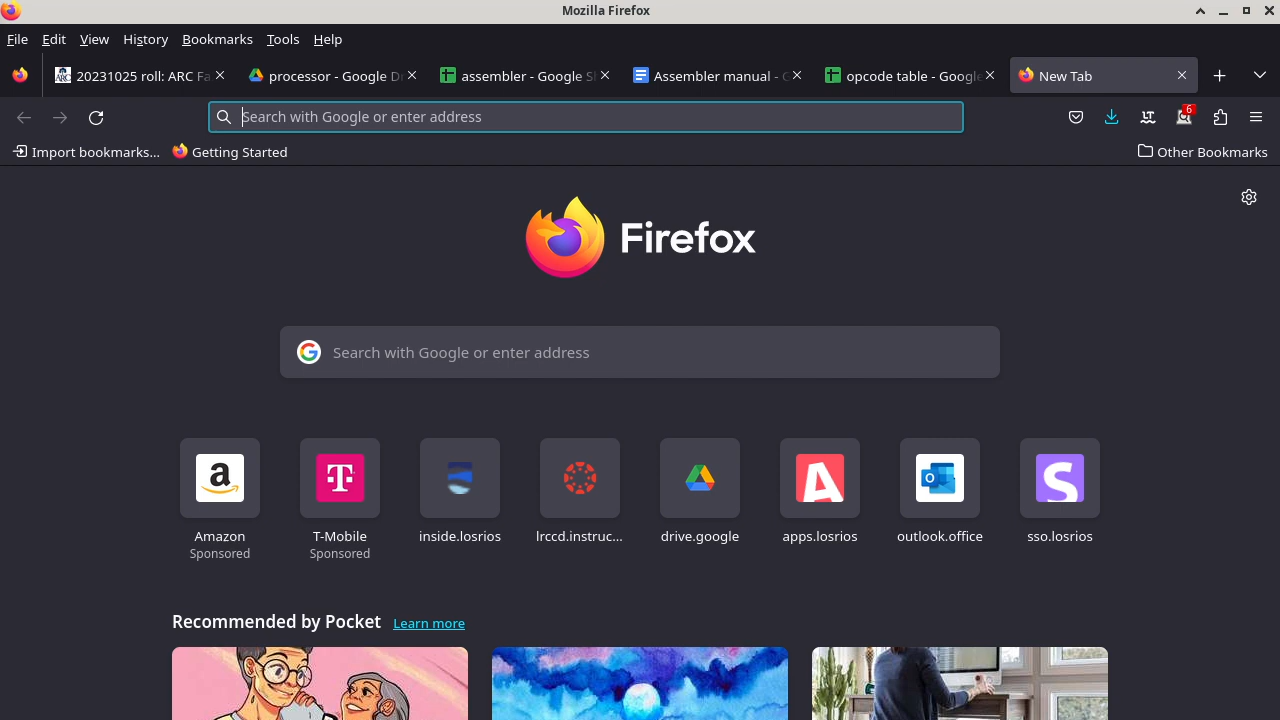 Mozilla Firefox
File Edit View History Bookmarks Tools Help
20231025 roll: ARC Fa
processor - Google Dr
assembler - Google Sh
Assembler manual - G
opcode table - Google
New Tab
Search with Google or enter address
6
Import bookmarks... Getting Started Other Bookmarks
Firefox
Search with Google or enter address
Amazon
Sponsored
T-Mobile
Sponsored
inside.losrios
lrccd.instruc...
drive.google
apps.losrios
outlook.office
sso.losrios
Recommended by Pocket Learn more